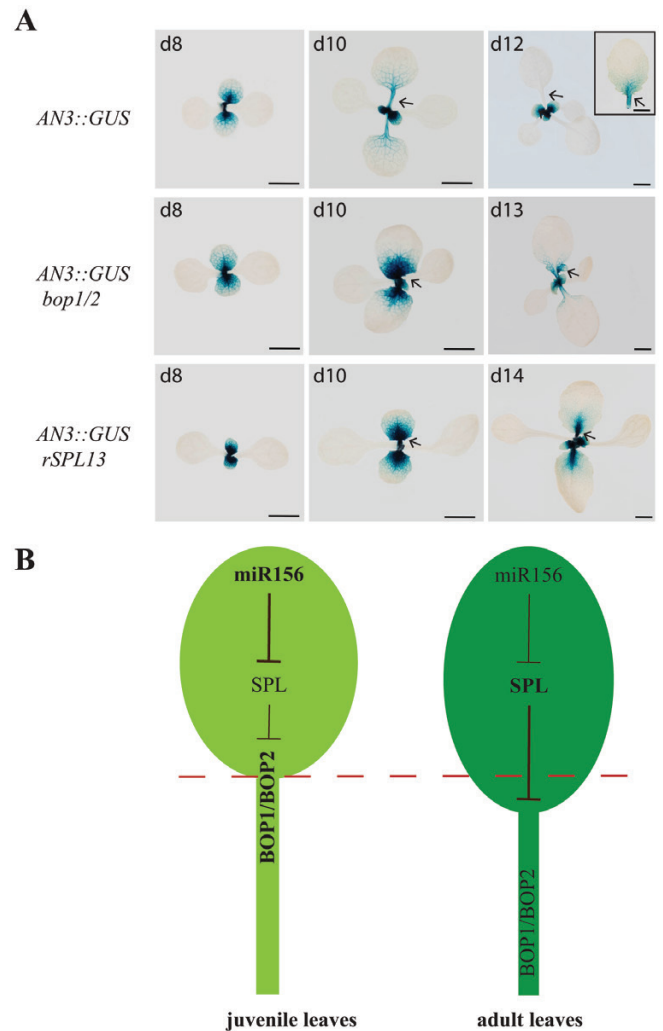 A
d8
d10
d12
AN3::GUS
d8
d10
d13
AN3::GUS
bop1/2
d8
d10
d14
AN3::GUS
rSPL13
B
miR156
miR156
SPL
SPL
BOP1/BOP2
BOP1/BOP2
juvenile leaves
adult leaves